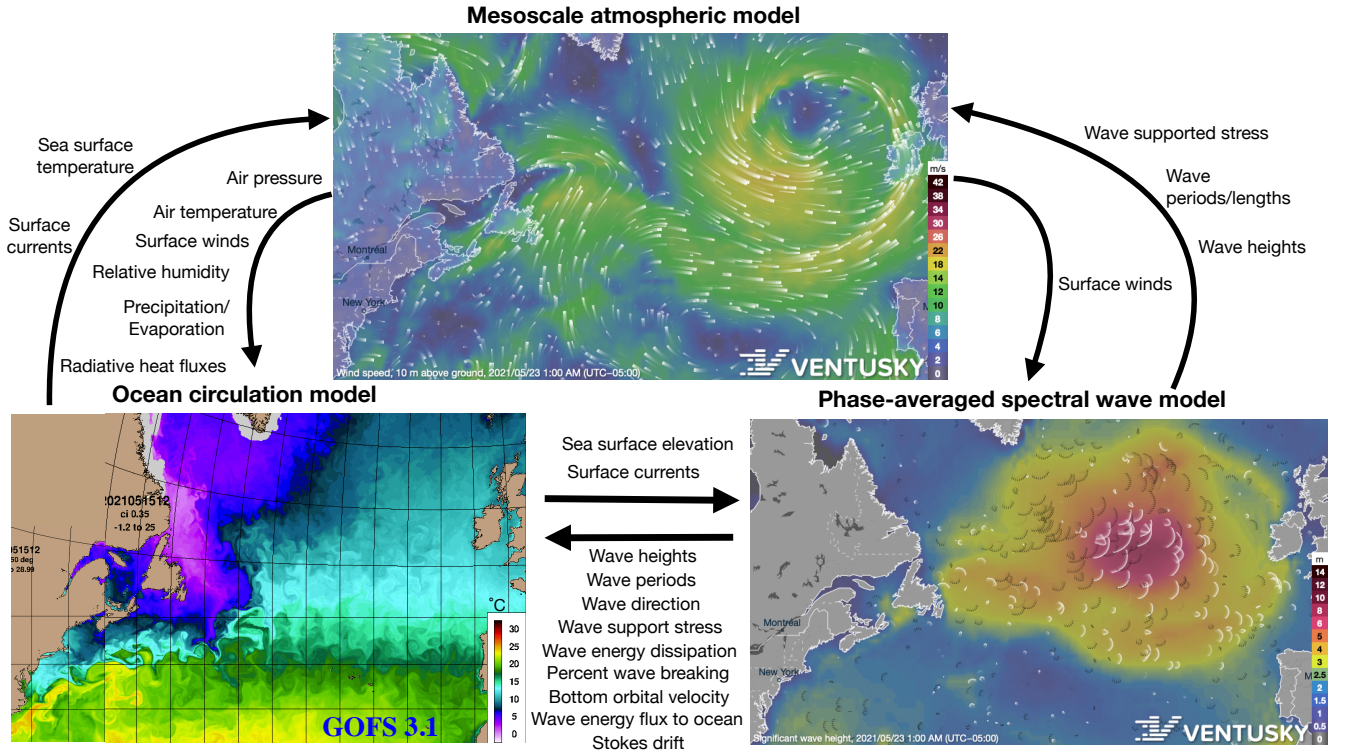 Mesoscale atmospheric model
Sea surface
temperature
Surface
currents
Air pressure
Air temperature
Surface winds
Relative humidity
Precipitation/
Evaporation
Radiative heat fluxes
Montréal
New York
m/s
42
38
34
30
26
22
18
14
12
10
8
6
4
2
0
M
Wind speed, 10 m above ground, 2021/05/23 1:00 AM (UTC−05:00)
VENTUSKY
Wave supported stress
Wave
periods/lengths
Wave heights
Surface winds
Ocean circulation model
2021051512
ci 0.35
-1.2 to 25
051512
50 deg
o 28.99
°C
30
25
20
15
10
5
0
GOFS 3.1
Sea surface elevation
Surface currents
Wave heights
Wave periods
Wave direction
Wave support stress
Wave energy dissipation
Percent wave breaking
Bottom orbital velocity
Wave energy flux to ocean
Stokes drift
Phase-averaged spectral wave model
Montréal
New York
m
14
12
10
8
6
5
4
3
2.5
2
1.5
1
0.5
0
M
Significant wave height, 2021/05/23 1:00 AM (UTC−05:00)
VENTUSKY